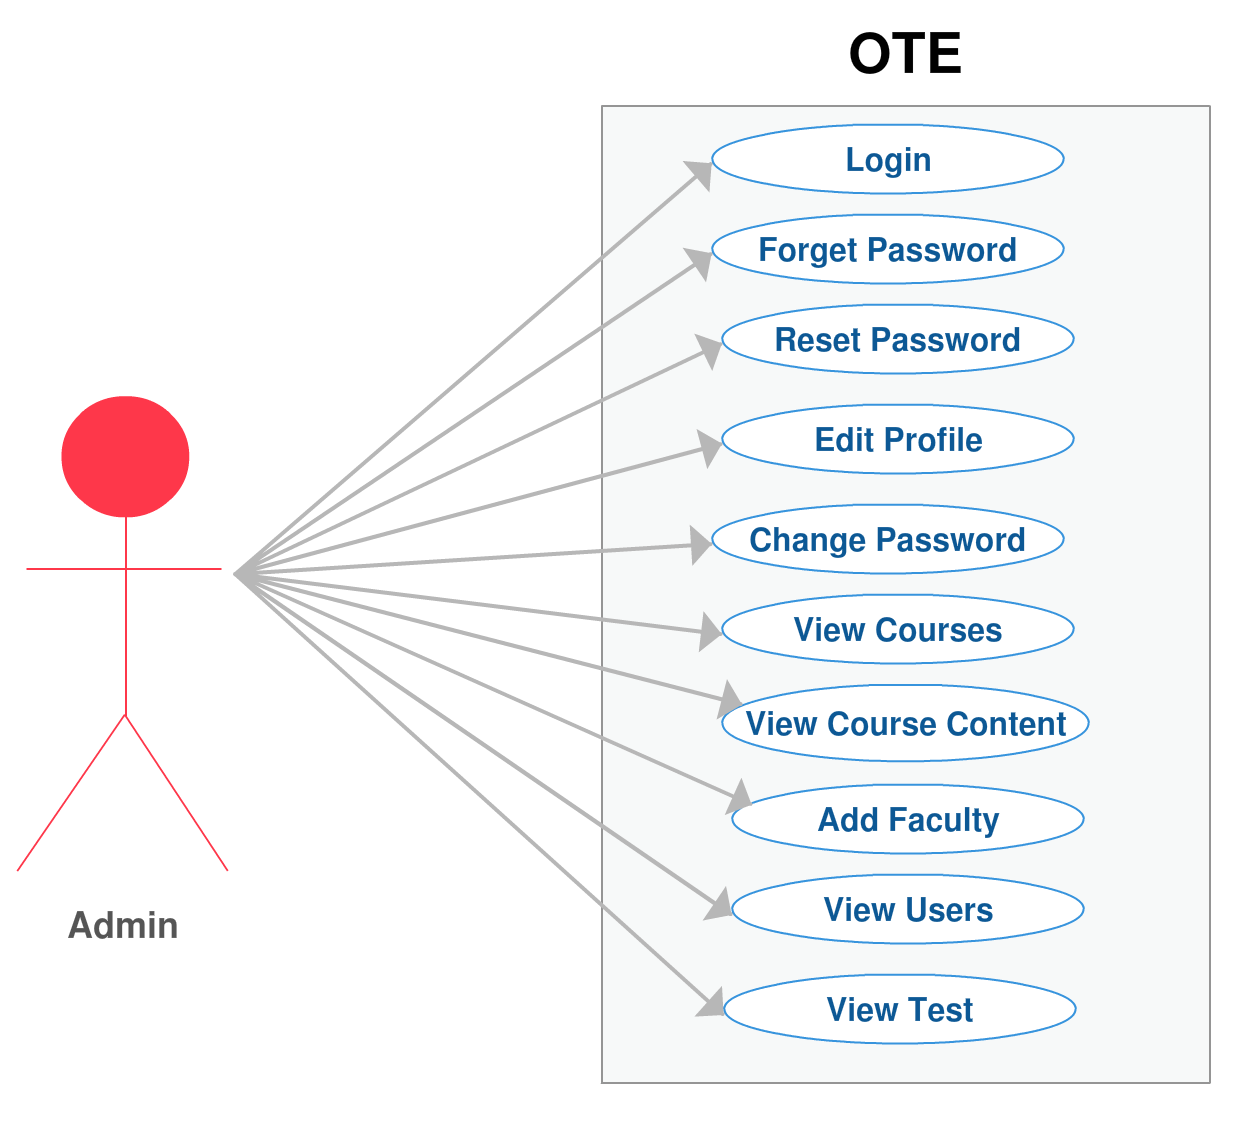 OTE
Login
Forget Password
Reset Password
Edit Profile
Change Password
View Courses
View Course Content
Add Faculty
View Users
View Test
Admin